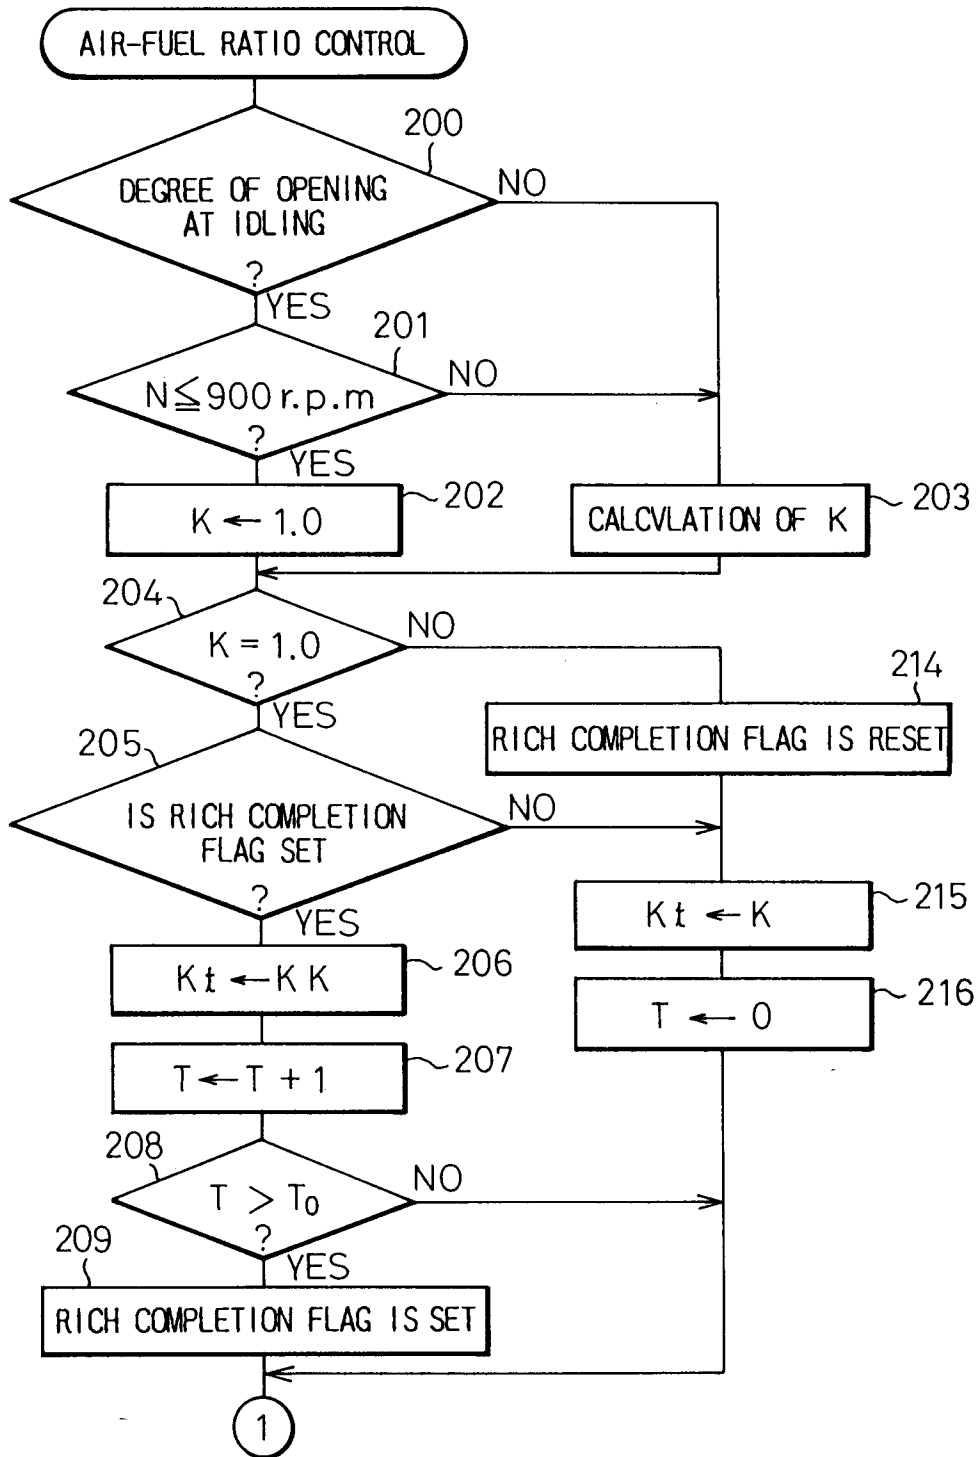 AIR-FUEL RATIO CONTROL
200
DEGREE OF OPENING
AT IDLING
?
NO
YES
201
N≦900 r.p.m
?
NO
YES
202
K ← 1.0
203
CALCVLATION OF K
204
K = 1.0
?
NO
YES
214
RICH COMPLETION FLAG IS RESET
205
IS RICH COMPLETION
FLAG SET
?
NO
YES
215
Kt ← K
206
Kt ← KK
216
T ← 0
207
T ← T + 1
208
T > T0
?
NO
YES
209
RICH COMPLETION FLAG IS SET
1